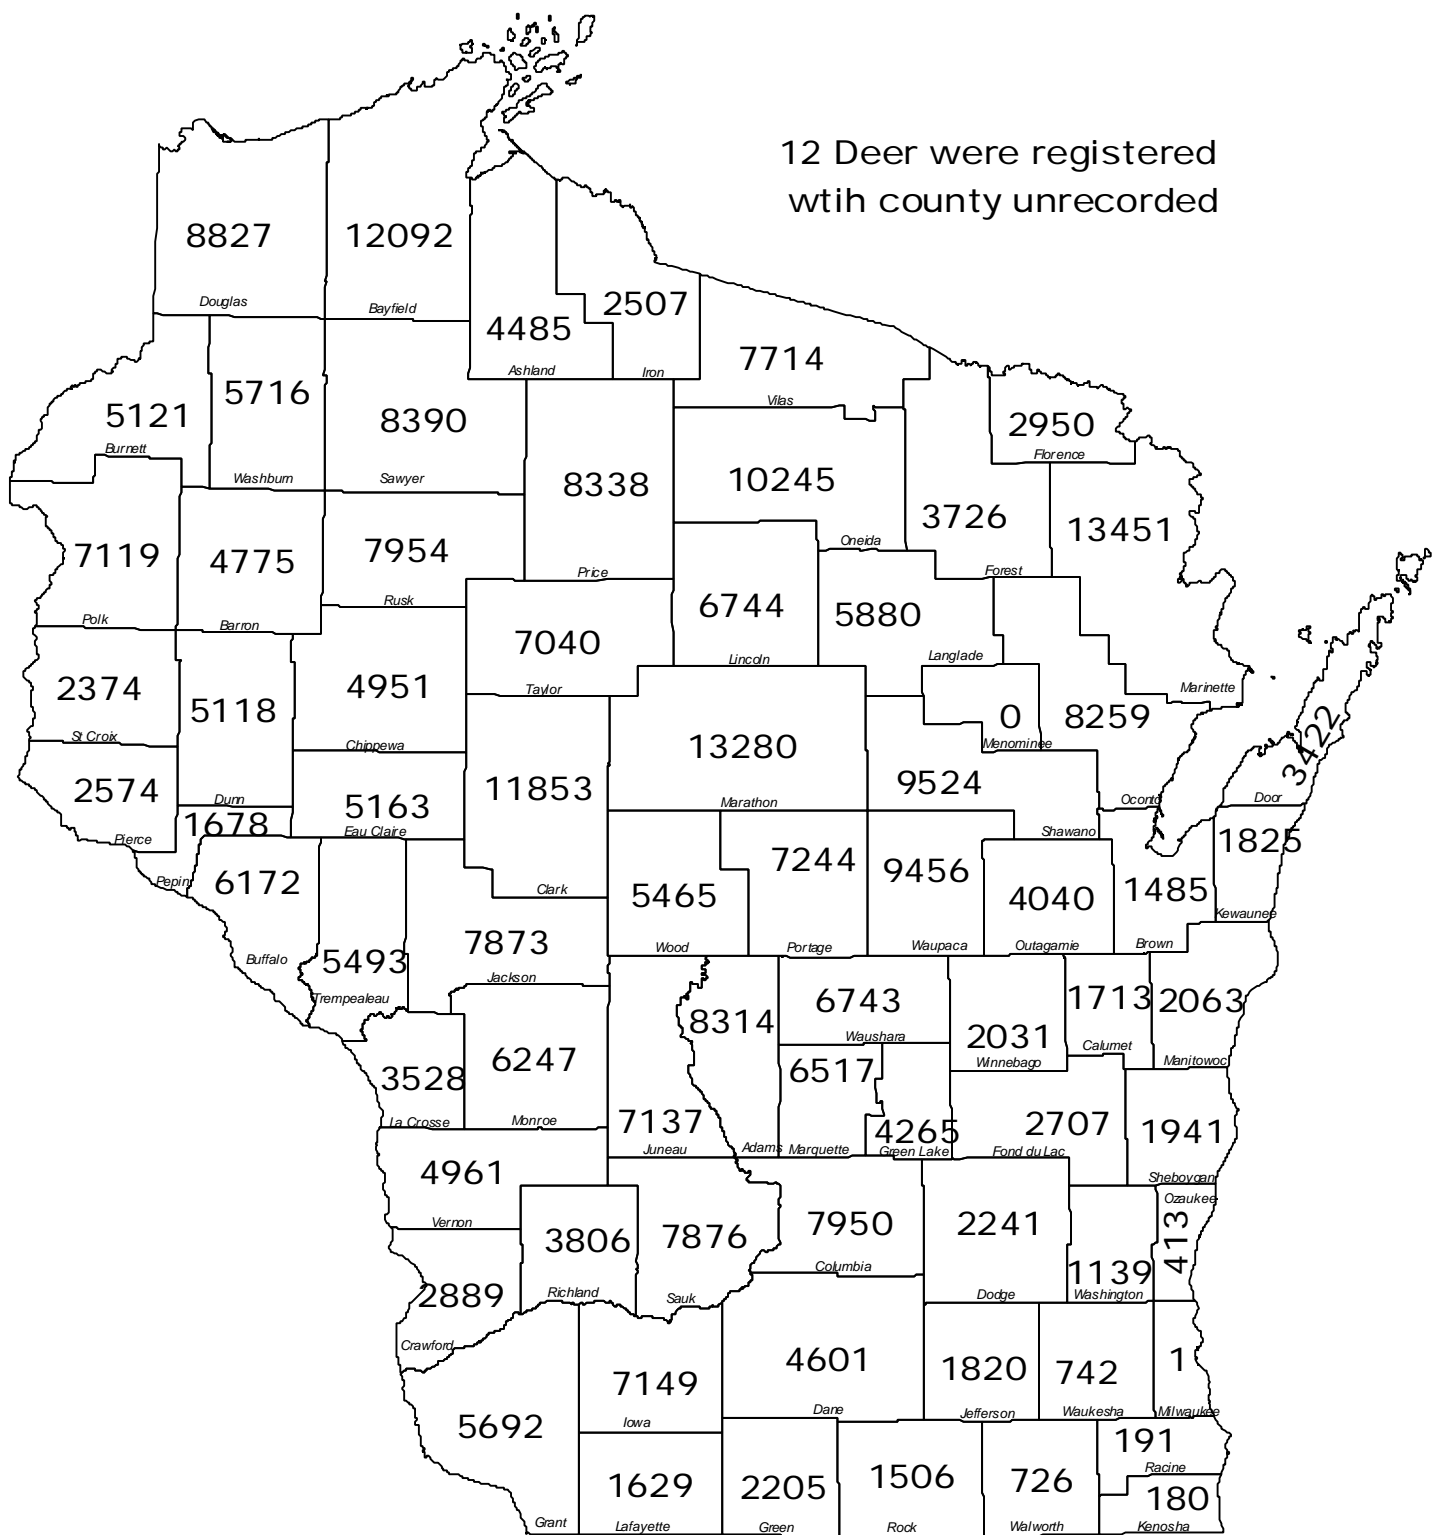 12 Deer were registered
wtih county unrecorded
8827
12092
Douglas
Bayfield
2507
4485
7714
Ashland
Iron
5716
5121
8390
Vilas
2950
Burnett
Florence
Washburn
Sawyer
8338
10245
3726
13451
7119
4775
7954
Oneida
Price
Forest
Rusk
6744
5880
Polk
Barron
7040
Lincoln
Langlade
2374
5118
4951
Taylor
Marinette
0
8259
St Croix
Chippewa
13280
Menominee
3422
2574
11853
9524
Dunn
5163
Marathon
Oconto
Door
1678
Eau Claire
Shawano
1825
Pierce
7244
9456
Pepin
6172
5465
4040
1485
Clark
Kewaunee
7873
Wood
Portage
Waupaca
Outagamie
Brown
Buffalo
5493
Jackson
Trempealeau
8314
6743
1713
2063
Waushara
2031
Calumet
Winnebago
Manitowoc
3528
6247
6517
La Crosse
Monroe
7137
4265
2707
1941
Juneau
Adams
Marquette
Green Lake
Fond du Lac
4961
Sheboygan
Ozaukee
Vernon
3806
7876
7950
2241
413
Columbia
1139
2889
Richland
Sauk
Dodge
Washington
Crawford
7149
4601
1820
742
1
Dane
Jefferson
Waukesha
Milwaukee
5692
Iowa
191
Racine
1629
2205
1506
726
180
Grant
Lafayette
Green
Rock
Walworth
Kenosha